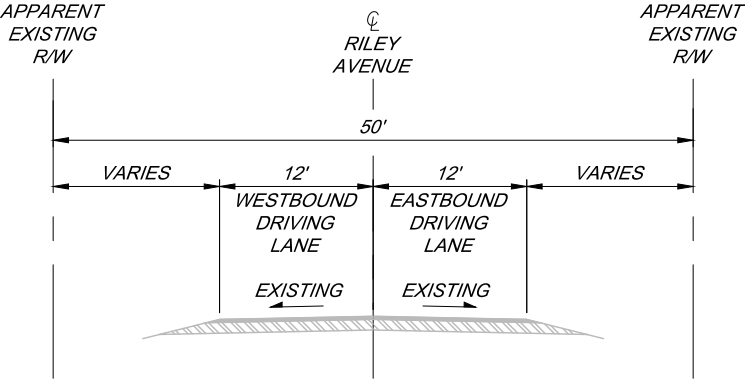 APPARENT
EXISTING
R/W
℄
RILEY
AVENUE
APPARENT
EXISTING
R/W
50'
VARIES
12'
12'
VARIES
WESTBOUND
DRIVING
LANE
EASTBOUND
DRIVING
LANE
EXISTING
EXISTING